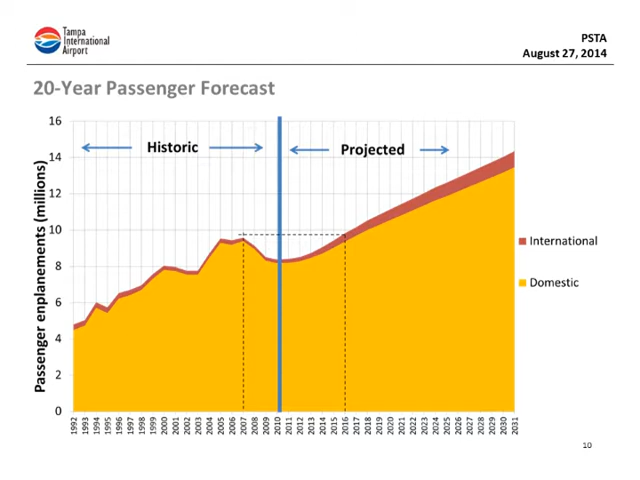 Tampa
International
Airport
PSTA
August 27, 2014
20-Year Passenger Forecast
Passenger enplanements (millions)
16
14
12
10
8
6
4
2
0
Historic
Projected
International
Domestic
1992 1993 1994 1995 1996 1997 1998 1999 2000 2001 2002 2003 2004 2005 2006 2007 2008 2009 2010 2011 2012 2013 2014 2015 2016 2017 2018 2019 2020 2021 2022 2023 2024 2025 2026 2027 2028 2029 2030 2031
10